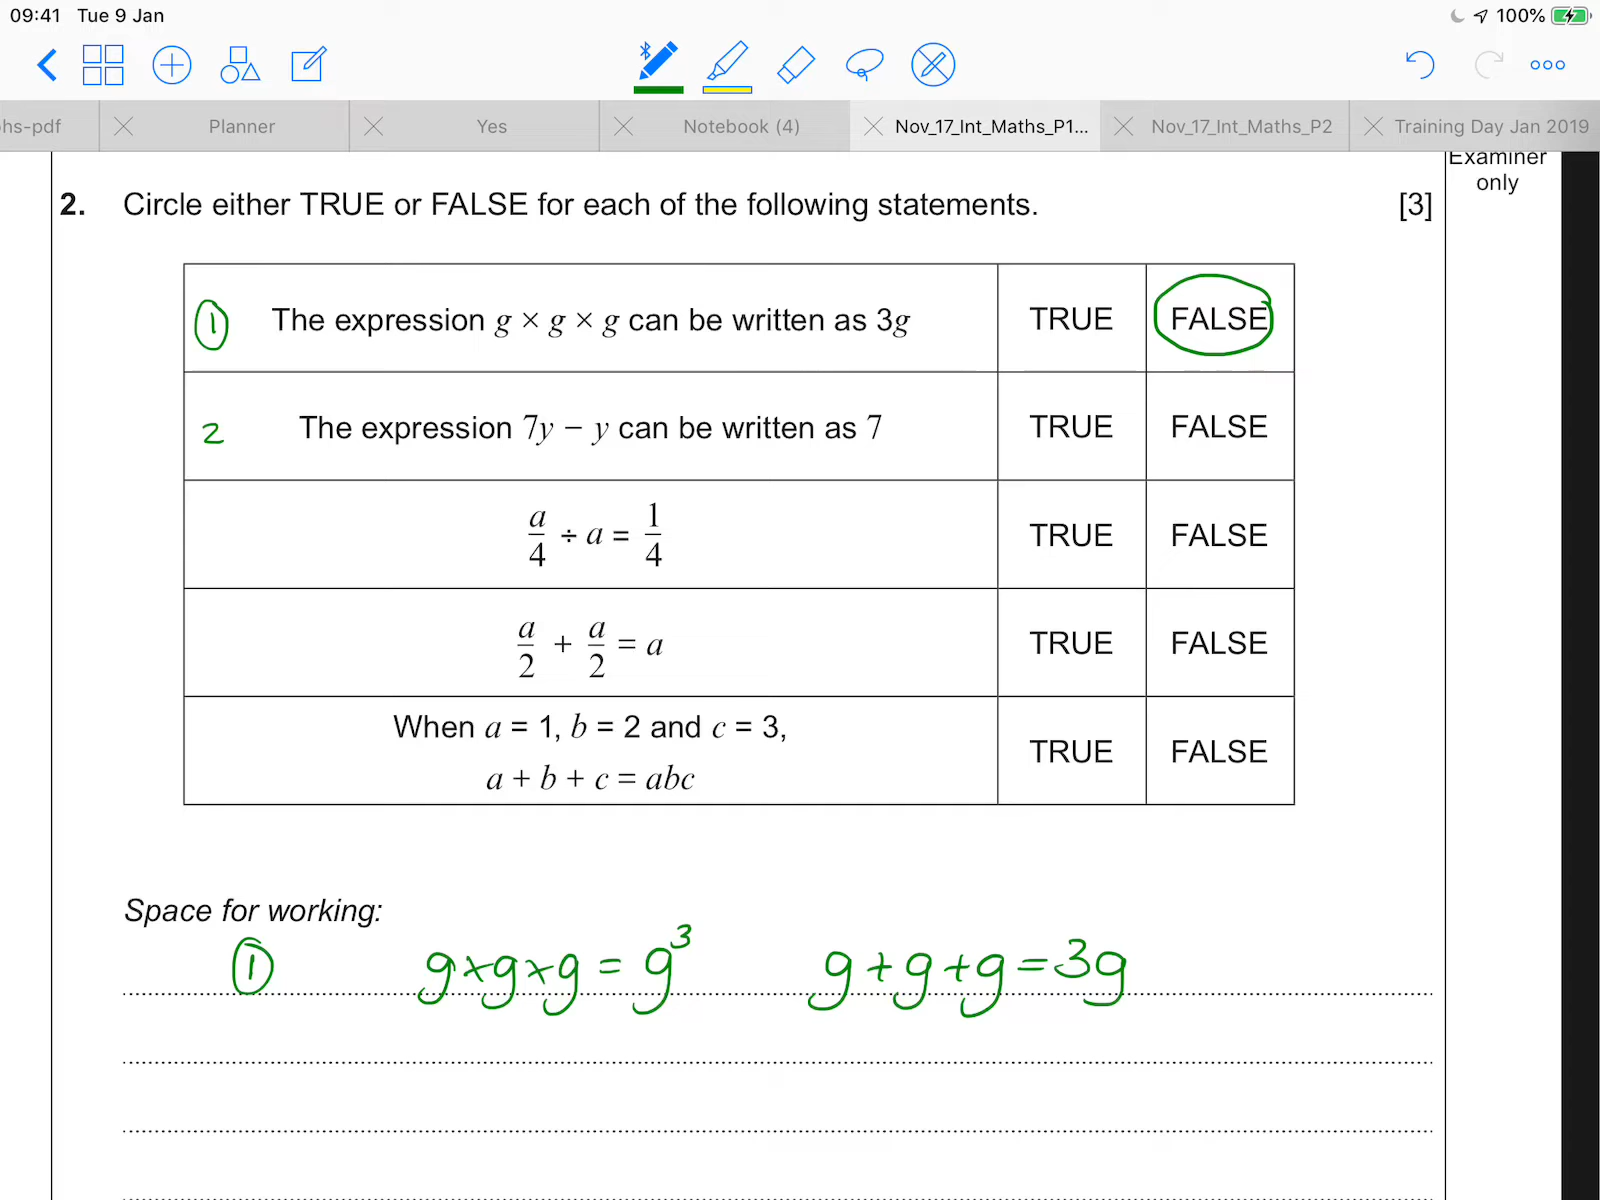 09:41 Tue 9 Jan 100%
hs-pdf Planner Yes Notebook (4) Nov_17_Int_Maths_P1... Nov_17_Int_Maths_P2 Training Day Jan 2019
Examiner
only
2. Circle either TRUE or FALSE for each of the following statements. [3]
① The expression g × g × g can be written as 3g TRUE FALSE
2 The expression 7y − y can be written as 7 TRUE FALSE
a/4 ÷ a = 1/4 TRUE FALSE
a/2 + a/2 = a TRUE FALSE
When a = 1, b = 2 and c = 3,
a + b + c = abc TRUE FALSE
Space for working:
① g×g×g = g³ g+g+g=3g